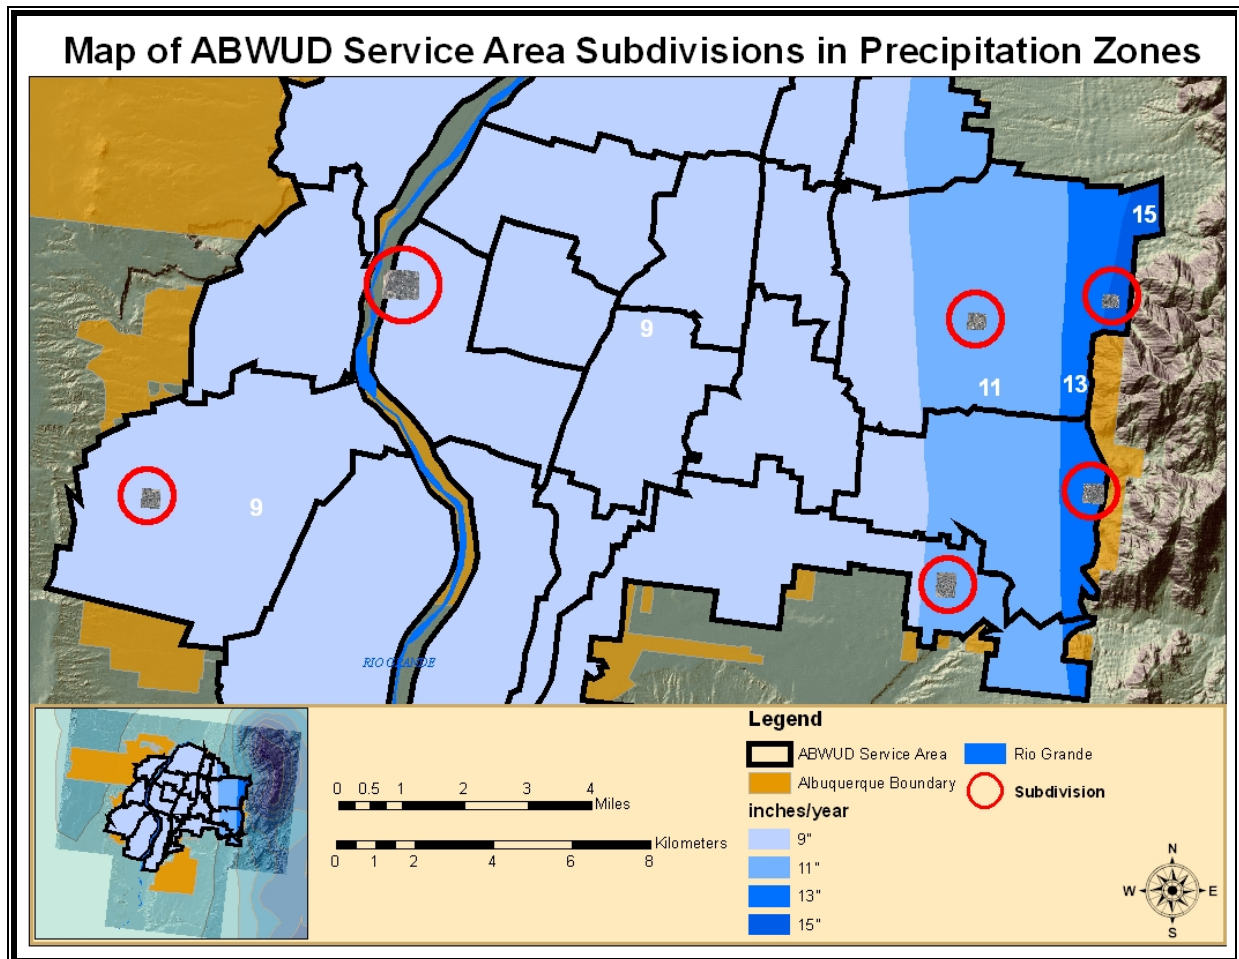 Map of ABWUD Service Area Subdivisions in Precipitation Zones
15
9
11
13
9
RIO GRANDE
Legend
ABWUD Service Area
Rio Grande
Albuquerque Boundary
Subdivision
inches/year
9"
11"
13"
15"
0 0.5 1 2 3 4
Miles
Kilometers
0 1 2 4 6 8
N
W E
S